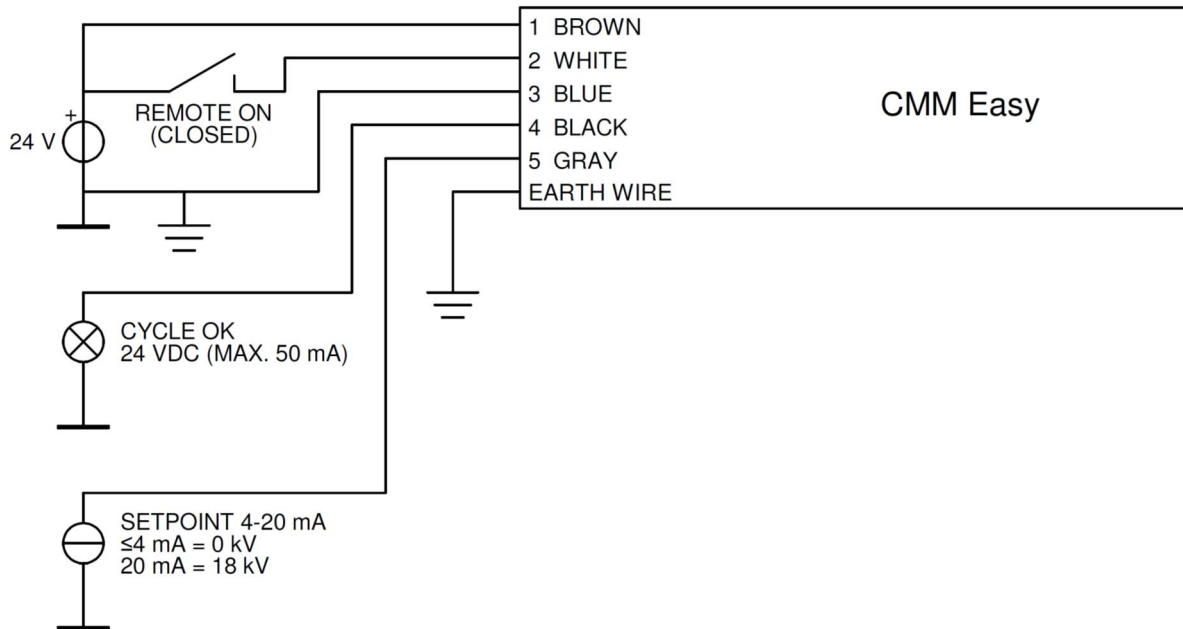 1 BROWN
2 WHITE
3 BLUE
4 BLACK
5 GRAY
EARTH WIRE
CMM Easy
REMOTE ON
(CLOSED)
+
24 V
CYCLE OK
24 VDC (MAX. 50 mA)
SETPOINT 4-20 mA
≤4 mA = 0 kV
20 mA = 18 kV